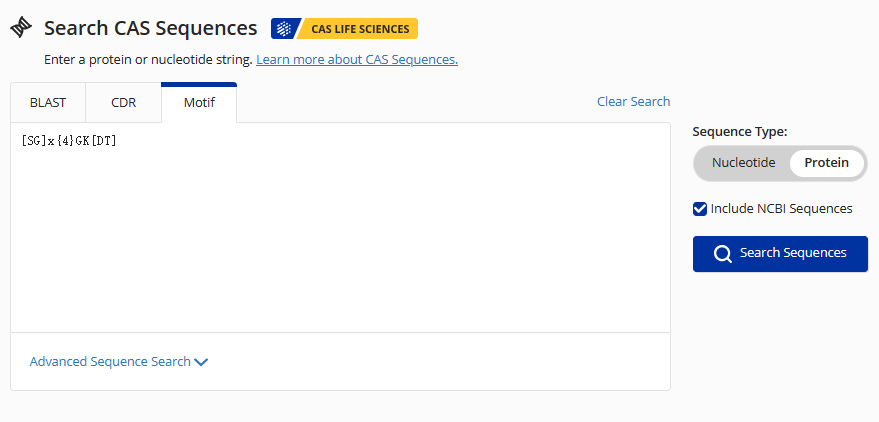 Search CAS Sequences
CAS LIFE SCIENCES
Enter a protein or nucleotide string. Learn more about CAS Sequences.
BLAST
CDR
Motif
Clear Search
[SG]x{4}GK[DT]
Sequence Type:
Nucleotide
Protein
Include NCBI Sequences
Search Sequences
Advanced Sequence Search